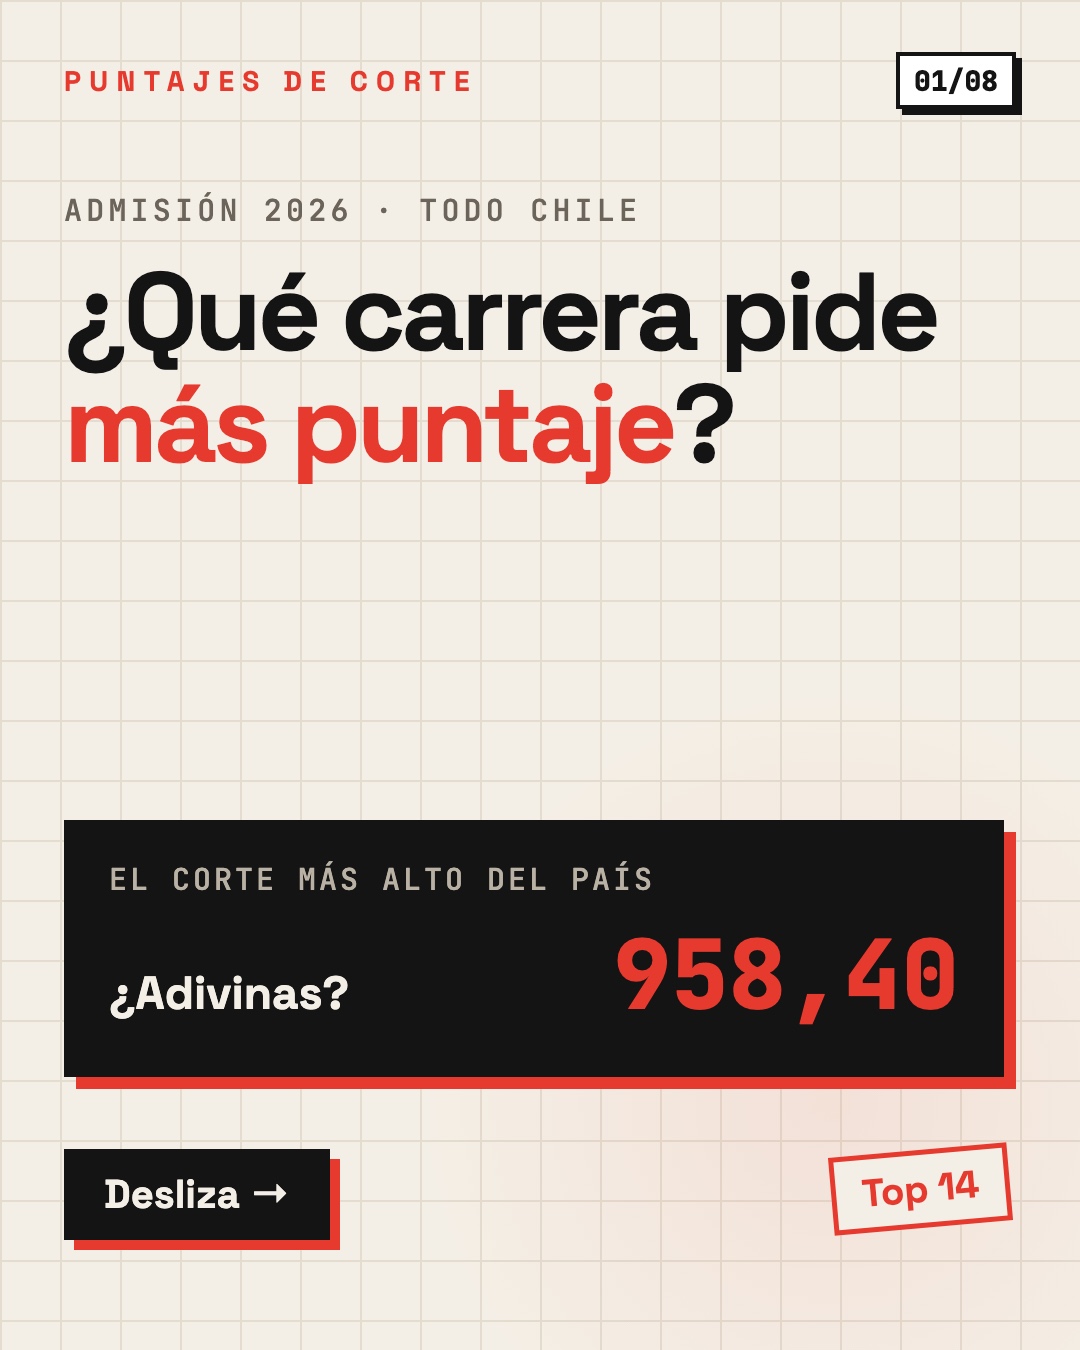 PUNTAJES DE CORTE
01/08
ADMISIÓN 2026 · TODO CHILE
¿Qué carrera pide
más puntaje?
EL CORTE MÁS ALTO DEL PAÍS
¿Adivinas?
958,40
Desliza →
Top 14